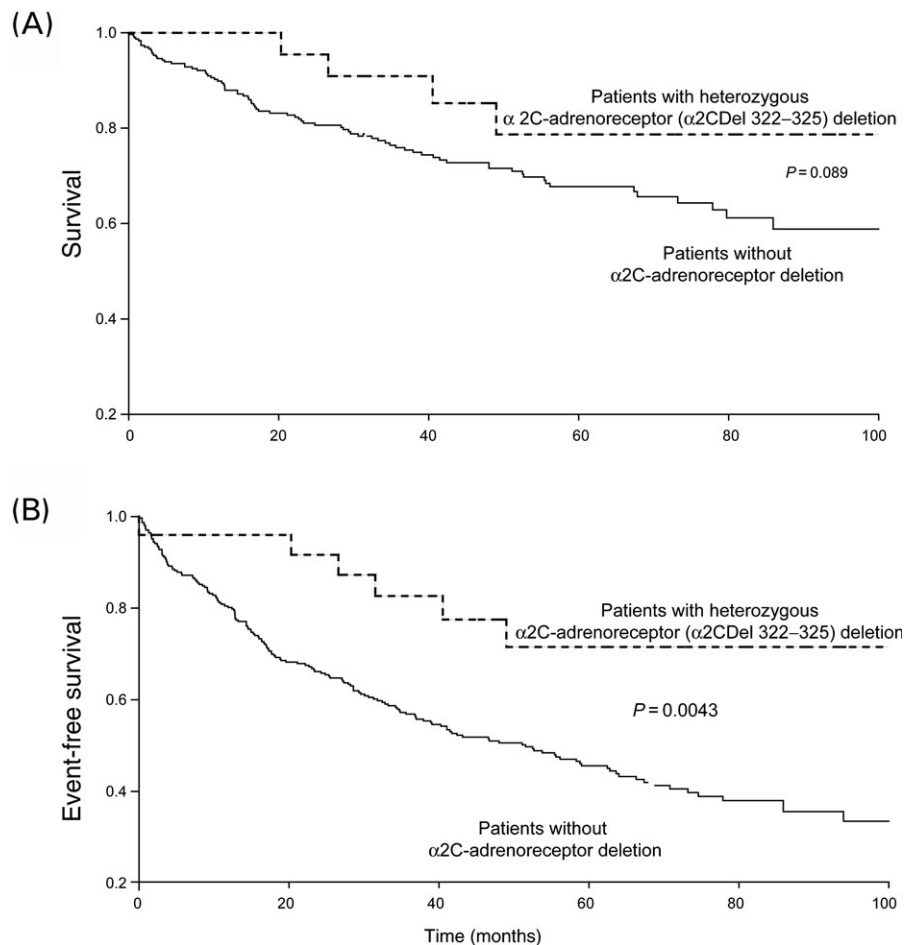 (A)
1.0
0.8
0.6
0.4
0.2
Survival
Patients with heterozygous
α 2C-adrenoreceptor (α2CDel 322–325) deletion
P = 0.089
Patients without
α2C-adrenoreceptor deletion
0 20 40 60 80 100
(B)
1.0
0.8
0.6
0.4
0.2
Event-free survival
Patients with heterozygous
α2C-adrenoreceptor (α2CDel 322–325) deletion
P = 0.0043
Patients without
α2C-adrenoreceptor deletion
0 20 40 60 80 100
Time (months)